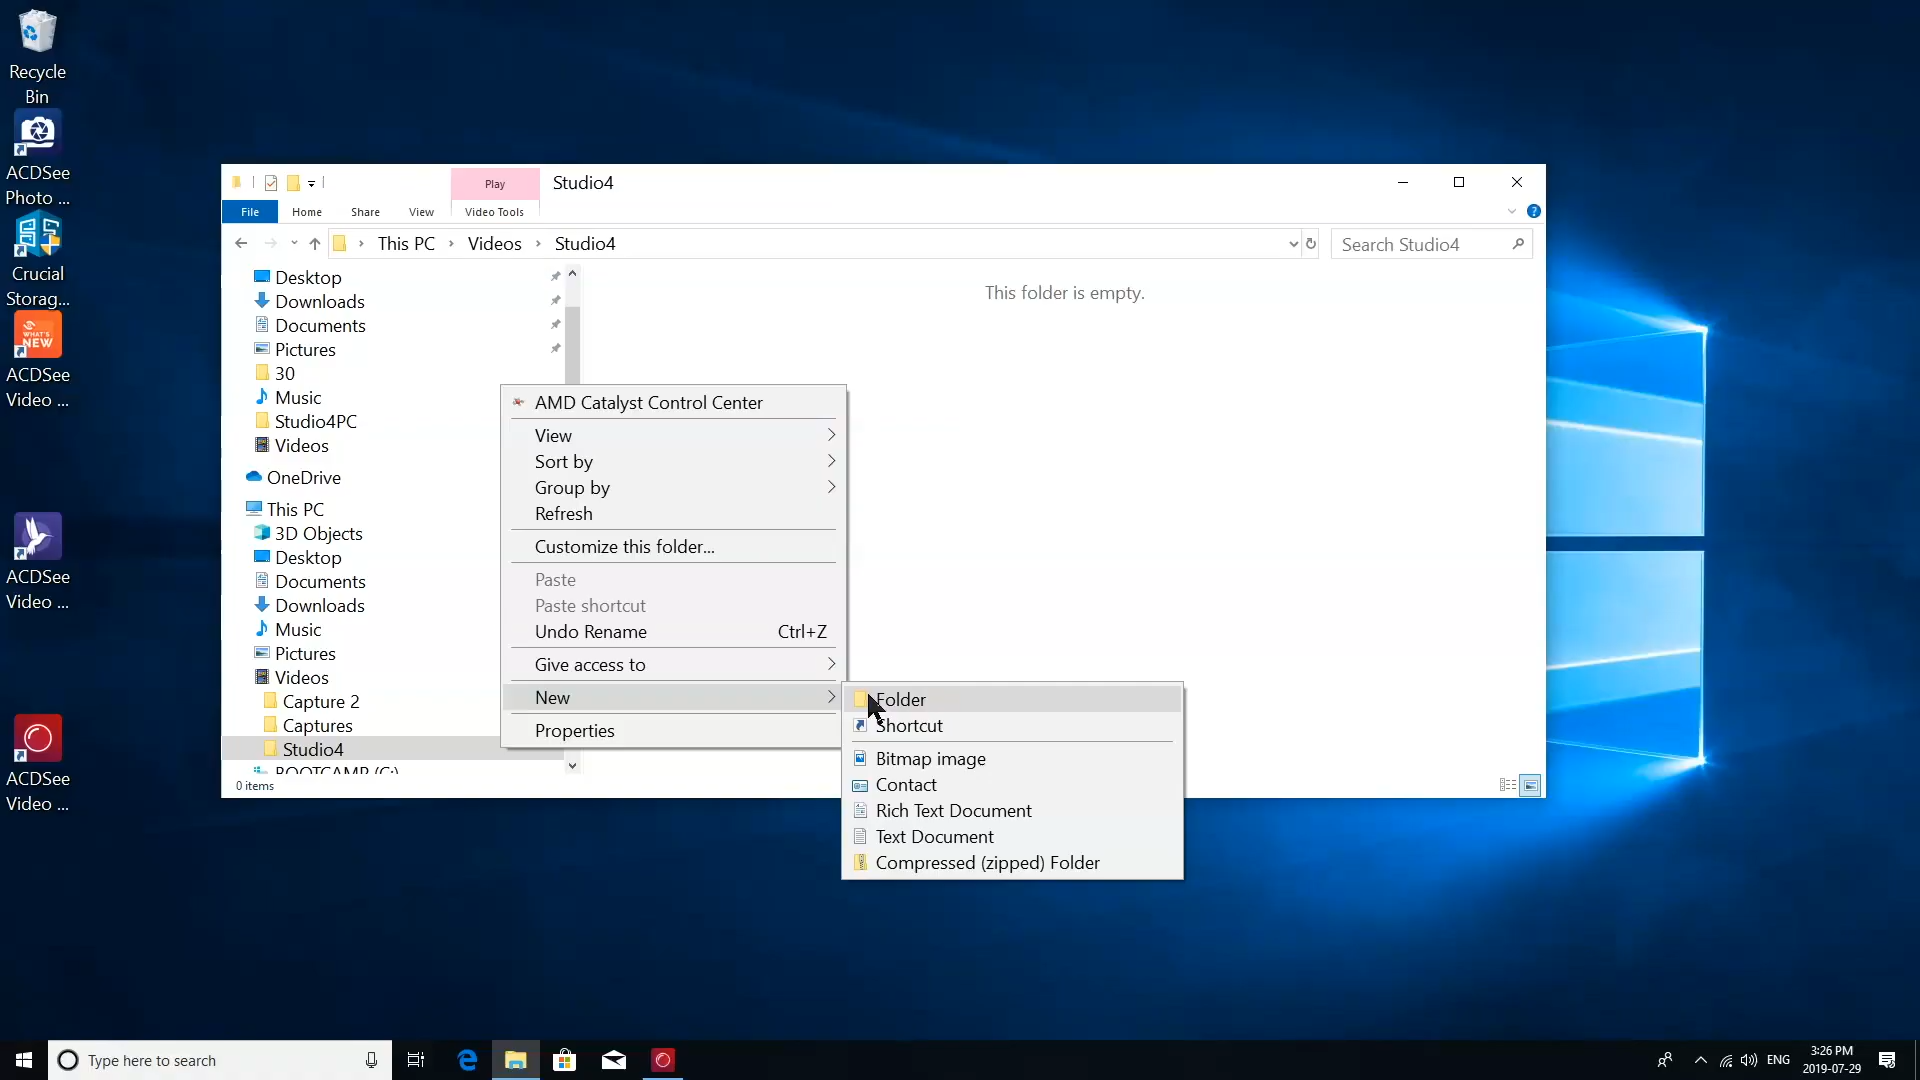 Recycle
Bin
ACDSee
Photo ...
Crucial
Storag...
WHAT'S
NEW
ACDSee
Video ...
ACDSee
Video ...
ACDSee
Video ...
Play
Studio4
File
Home
Share
View
Video Tools
This PC
Videos
Studio4
Search Studio4
Desktop
Downloads
Documents
Pictures
30
Music
Studio4PC
Videos
OneDrive
This PC
3D Objects
Desktop
Documents
Downloads
Music
Pictures
Videos
Capture 2
Captures
Studio4
BOOTCAMP (C:)
0 items
This folder is empty.
AMD Catalyst Control Center
View
Sort by
Group by
Refresh
Customize this folder...
Paste
Paste shortcut
Undo Rename Ctrl+Z
Give access to
New
Properties
Folder
Shortcut
Bitmap image
Contact
Rich Text Document
Text Document
Compressed (zipped) Folder
Type here to search
ENG
3:26 PM
2019-07-29